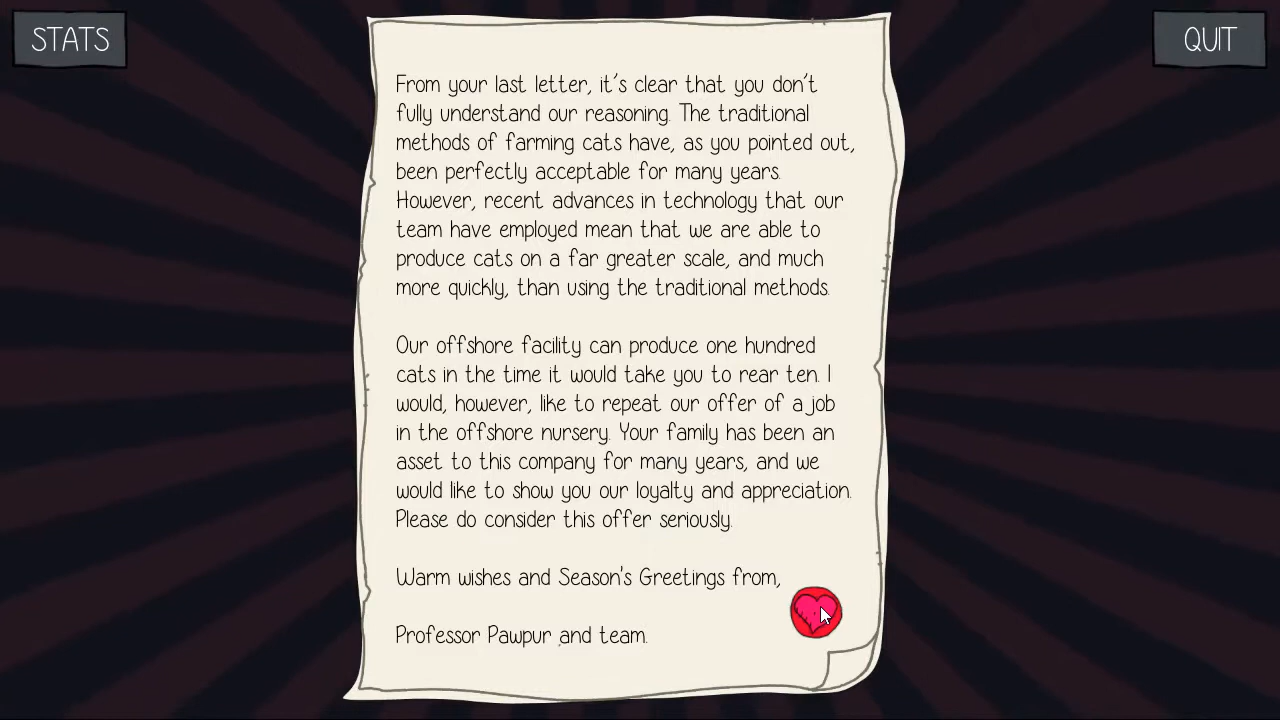 STATS
QUIT
From your last letter, it's clear that you don't
fully understand our reasoning. The traditional
methods of farming cats have, as you pointed out,
been perfectly acceptable for many years.
However, recent advances in technology that our
team have employed mean that we are able to
produce cats on a far greater scale, and much
more quickly, than using the traditional methods.
Our offshore facility can produce one hundred
cats in the time it would take you to rear ten. I
would, however, like to repeat our offer of a job
in the offshore nursery. Your family has been an
asset to this company for many years, and we
would like to show you our loyalty and appreciation.
Please do consider this offer seriously.
Warm wishes and Season's Greetings from,
Professor Pawpur and team.